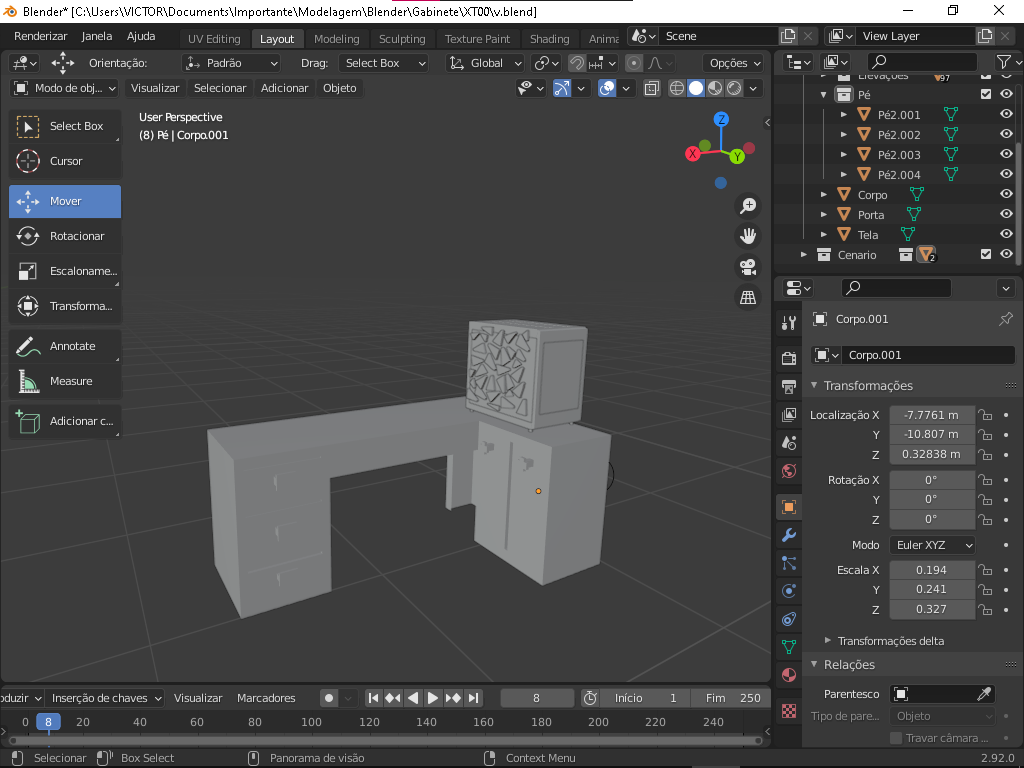 Blender* [C:\Users\VICTOR\Documents\Importante\Modelagem\Blender\Gabinete\XT00\v.blend]
Renderizar Janela Ajuda UV Editing Layout Modeling Sculpting Texture Paint Shading Anima Scene View Layer
Orientação: Padrão Drag: Select Box Global Opções
Modo de obj... Visualizar Selecionar Adicionar Objeto
User Perspective
(8) Pé | Corpo.001
Select Box
Cursor
Mover
Rotacionar
Escaloname...
Transforma...
Annotate
Measure
Adicionar c...
X
Y
Z
Elevações 97
Pé
Pé2.001
Pé2.002
Pé2.003
Pé2.004
Corpo
Porta
Tela
Cenario 2
Corpo.001
Corpo.001
Transformações
Localização X -7.7761 m
Y -10.807 m
Z 0.32838 m
Rotação X 0°
Y 0°
Z 0°
Modo Euler XYZ
Escala X 0.194
Y 0.241
Z 0.327
Transformações delta
Relações
Parentesco
Tipo de pare... Objeto
Travar câmara ...
oduzir Inserção de chaves Visualizar Marcadores 8 Início 1 Fim 250
0 8 20 40 60 80 100 120 140 160 180 200 220 240
Selecionar Box Select Panorama de visão Context Menu 2.92.0